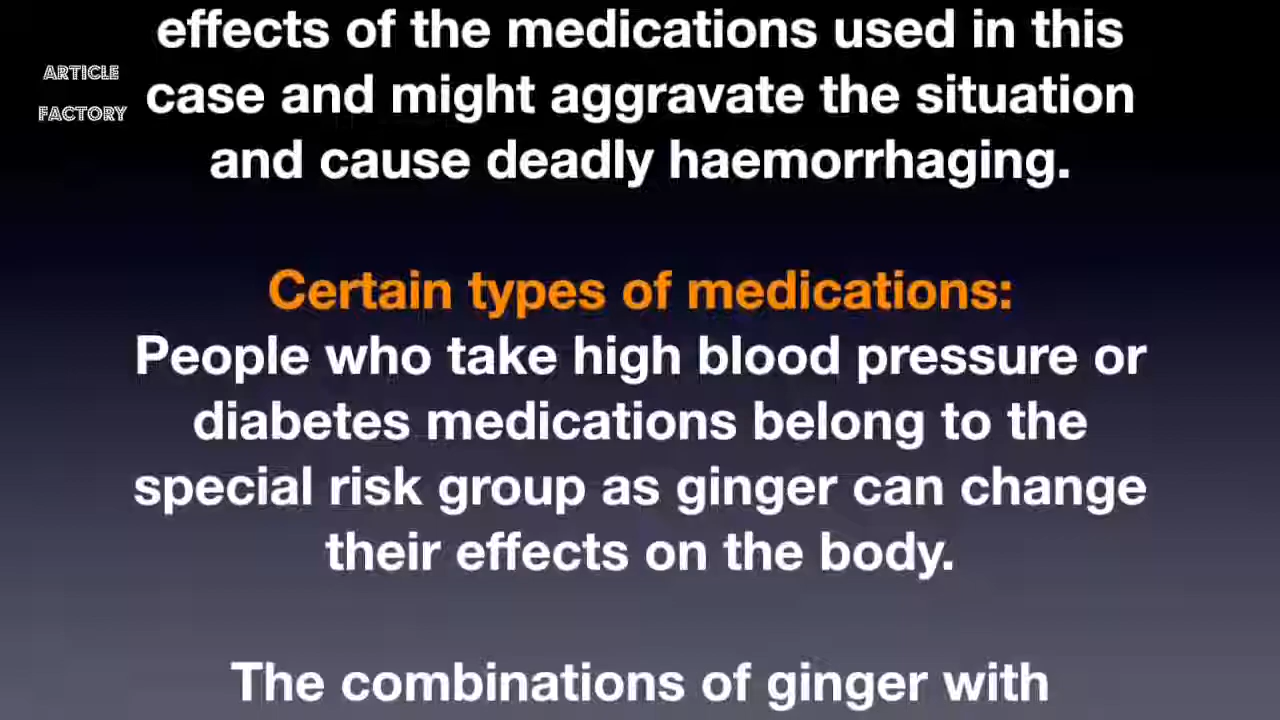 effects of the medications used in this
ARTICLE
FACTORY
case and might aggravate the situation
and cause deadly haemorrhaging.
Certain types of medications:
People who take high blood pressure or
diabetes medications belong to the
special risk group as ginger can change
their effects on the body.
The combinations of ginger with